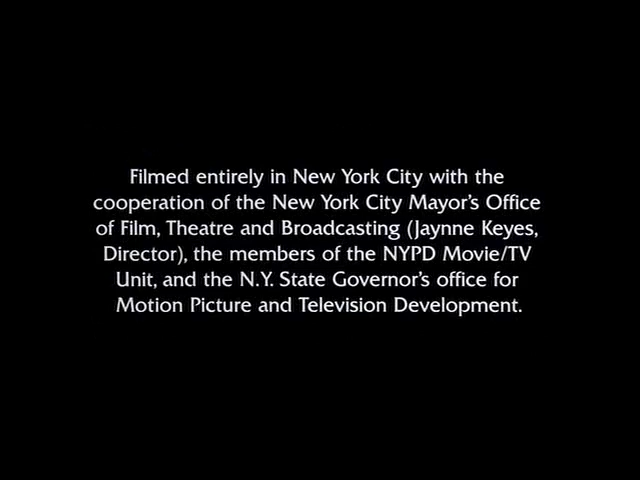 Filmed entirely in New York City with the
cooperation of the New York City Mayor's Office
of Film, Theatre and Broadcasting (Jaynne Keyes,
Director), the members of the NYPD Movie/TV
Unit, and the N.Y. State Governor's office for
Motion Picture and Television Development.